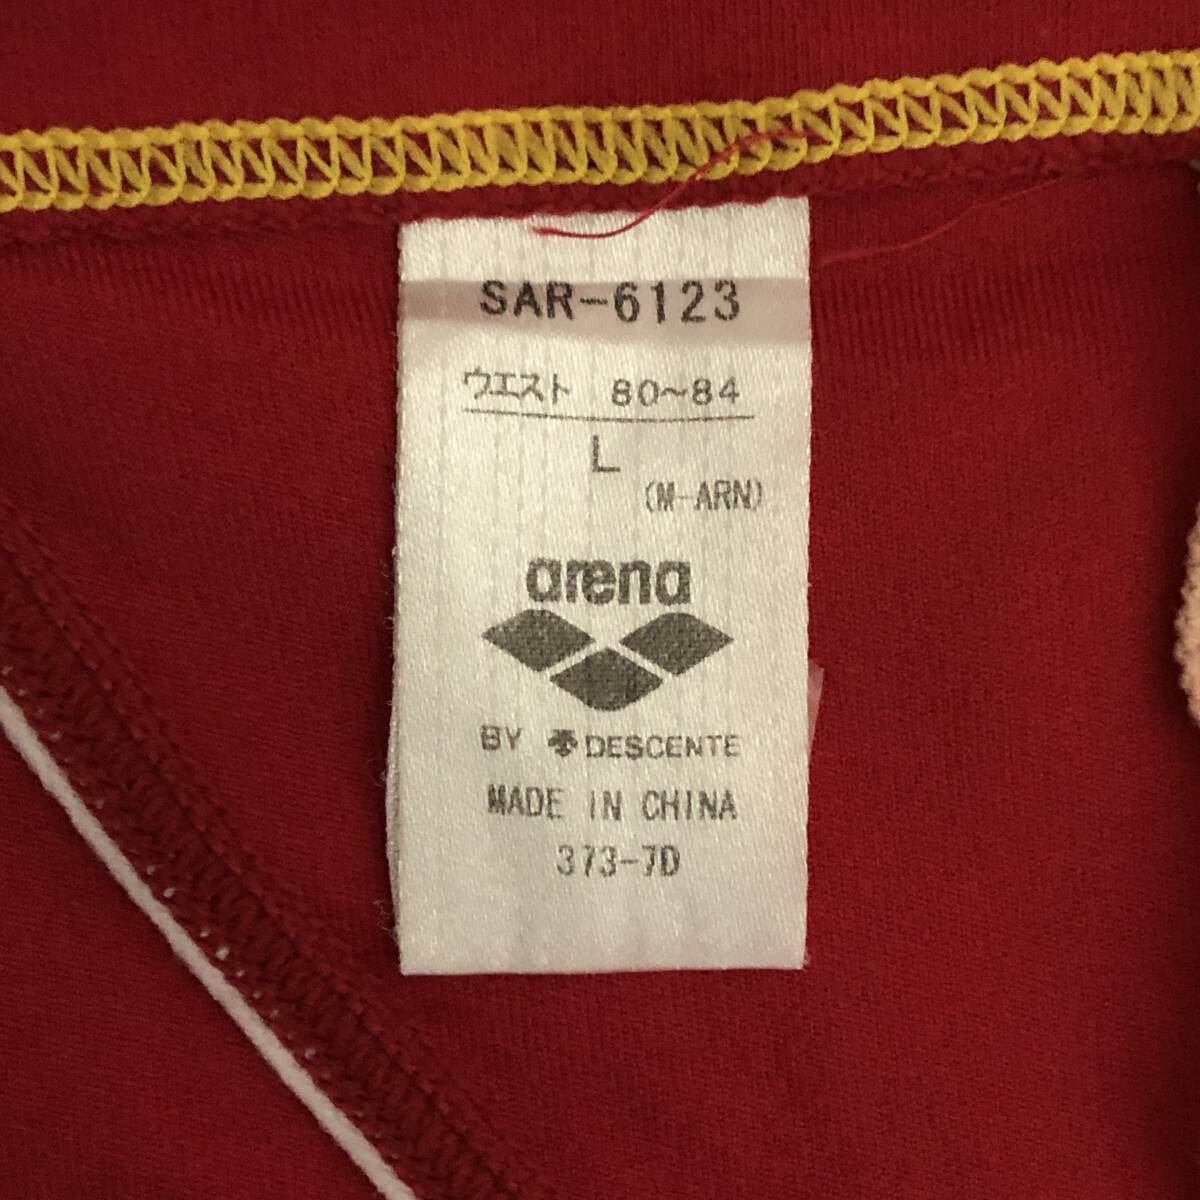 SAR-6123
ウエスト 80~84
L
(M-ARN)
arena
BY DESCENTE
MADE IN CHINA
373-7D